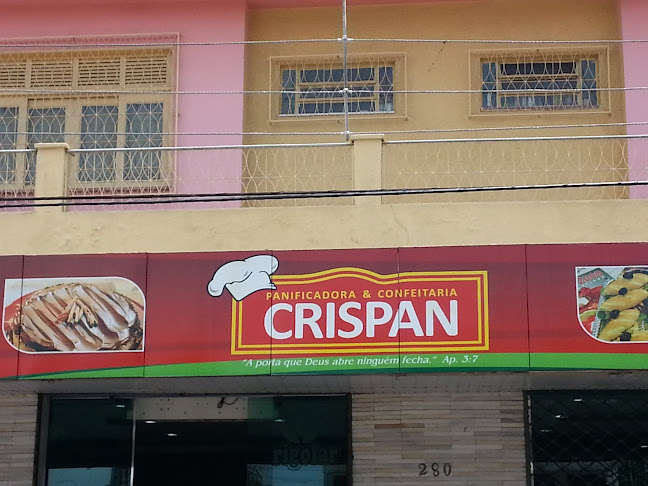 PANIFICADORA & CONFEITARIA
CRISPAN
"A porta que Deus abre ninguém fecha." Ap. 3:7
280